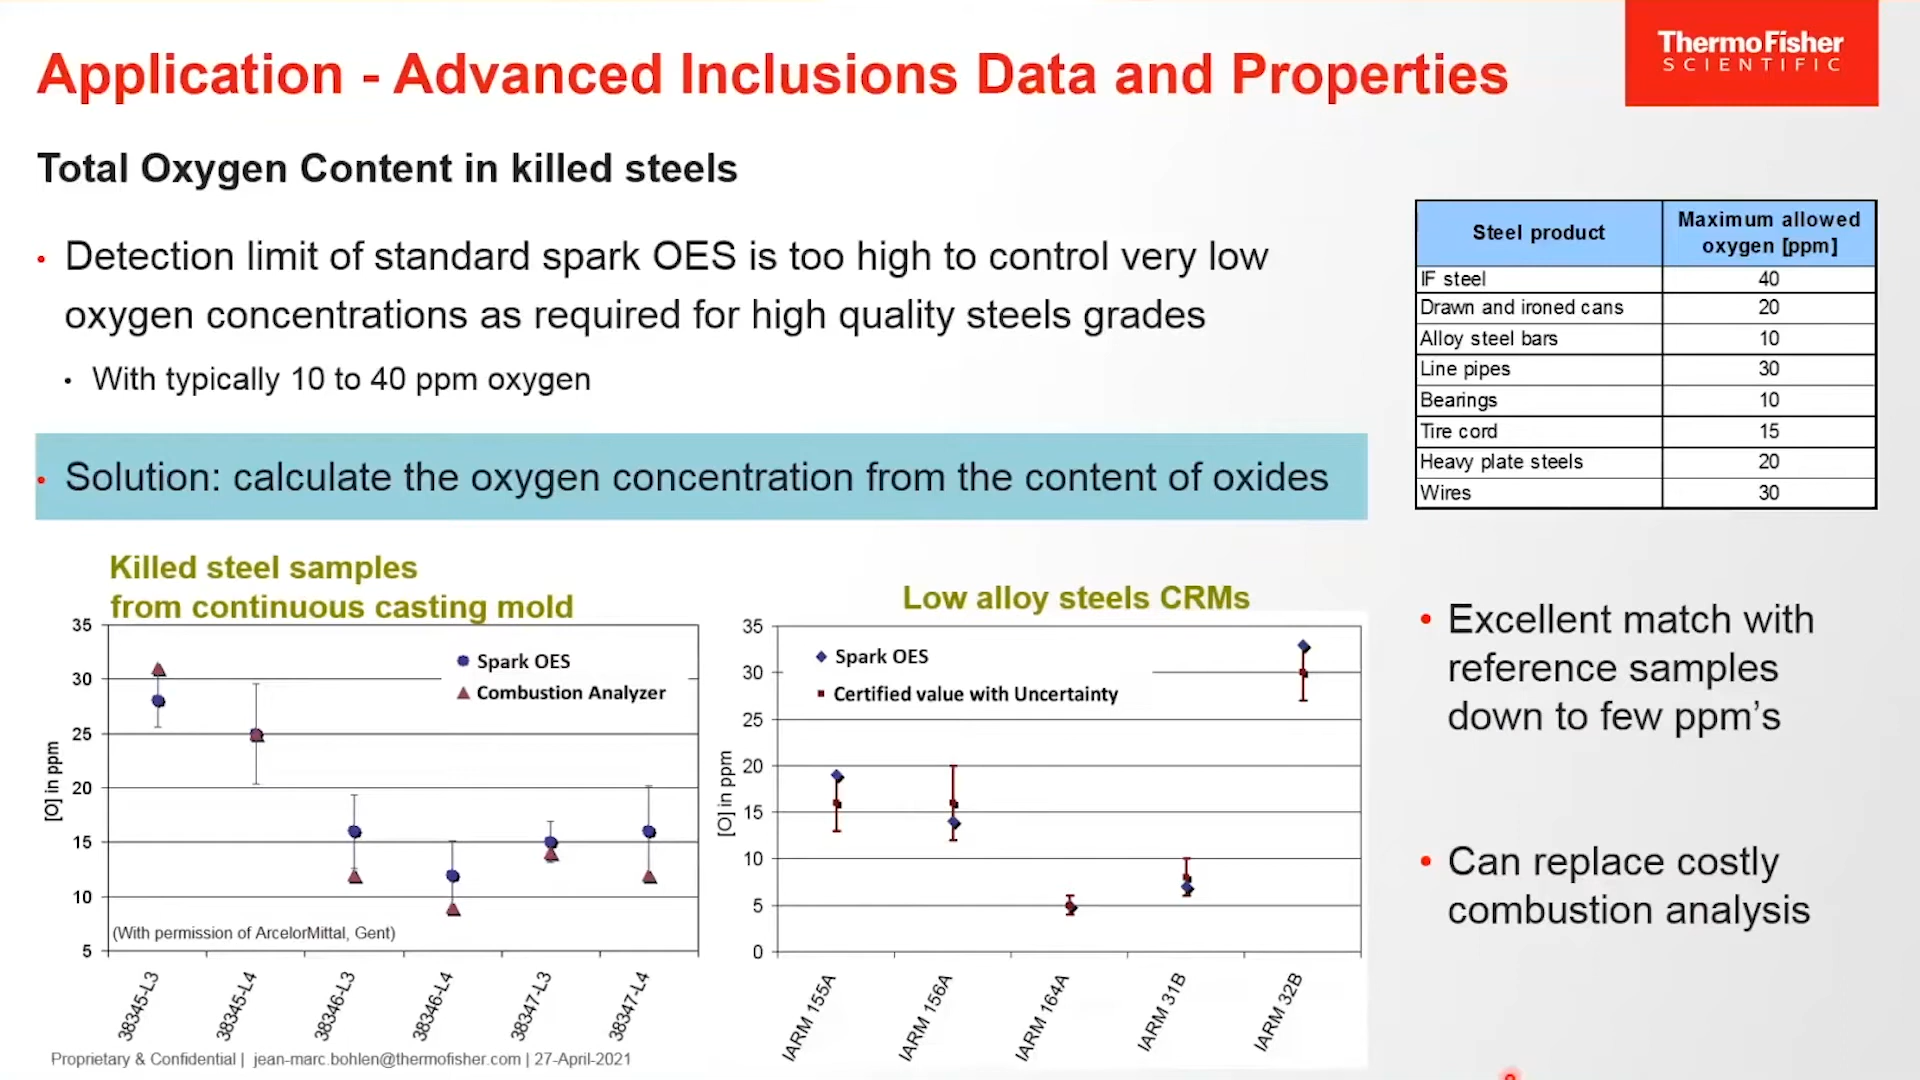 Application - Advanced Inclusions Data and Properties
ThermoFisher
SCIENTIFIC
Total Oxygen Content in killed steels
• Detection limit of standard spark OES is too high to control very low
oxygen concentrations as required for high quality steels grades
• With typically 10 to 40 ppm oxygen
• Solution: calculate the oxygen concentration from the content of oxides
Steel product Maximum allowed
oxygen [ppm]
IF steel 40
Drawn and ironed cans 20
Alloy steel bars 10
Line pipes 30
Bearings 10
Tire cord 15
Heavy plate steels 20
Wires 30
Killed steel samples
from continuous casting mold
35
30
25
20
15
10
5
[O] in ppm
Spark OES
Combustion Analyzer
(With permission of ArcelorMittal, Gent)
38345-L3
38345-L4
38346-L3
38346-L4
38347-L3
38347-L4
Low alloy steels CRMs
35
30
25
20
15
10
5
0
[O] in ppm
Spark OES
Certified value with Uncertainty
IARM 155A
IARM 156A
IARM 164A
IARM 31B
IARM 32B
• Excellent match with
reference samples
down to few ppm’s
• Can replace costly
combustion analysis
Proprietary & Confidential | jean-marc.bohlen@thermofisher.com | 27-April-2021